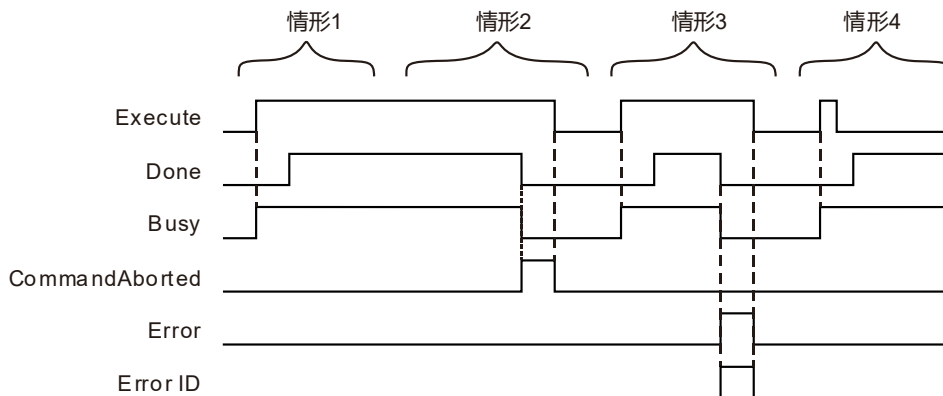 情形1 情形2 情形3 情形4
Execute
Done
Busy
CommandAborted
Error
Error ID